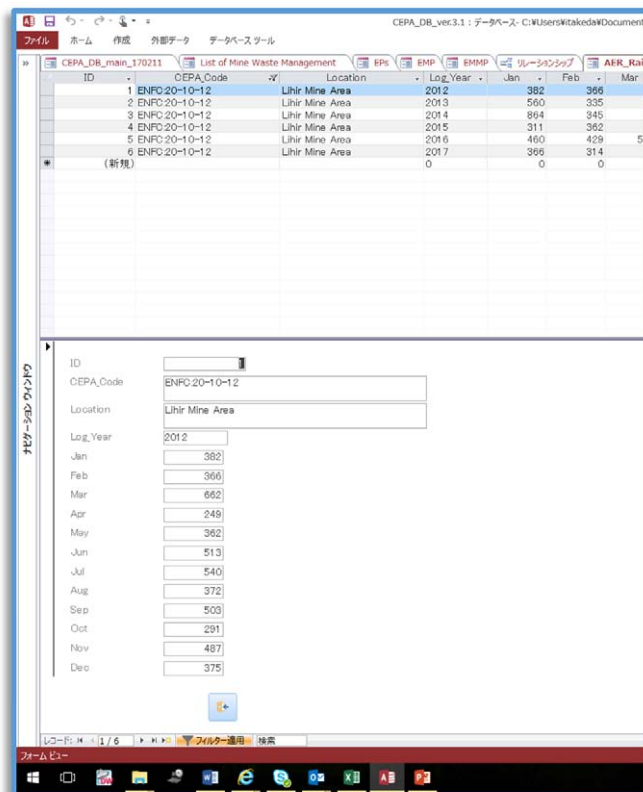 CEPA_DB_ver.3.1 : データベース- C:¥Users¥itakeda¥Document
ファイル ホーム 作成 外部データ データベース ツール
CEPA_DB_main_170211 List of Mine Waste Management EPs EMP EMMP リレーションシップ AER_Rai
ID CEPA_Code Location Log_Year Jan Feb Mar
1 ENFC:20-10-12 Lihir Mine Area 2012 382 366
2 ENFC:20-10-12 Lihir Mine Area 2013 560 335
3 ENFC:20-10-12 Lihir Mine Area 2014 864 345
4 ENFC:20-10-12 Lihir Mine Area 2015 311 362
5 ENFC:20-10-12 Lihir Mine Area 2016 460 429 5
6 ENFC:20-10-12 Lihir Mine Area 2017 366 314
(新規) 0 0 0
ナビゲーション ウィンドウ
ID 1
CEPA_Code ENFC:20-10-12
Location Lihir Mine Area
Log_Year 2012
Jan 382
Feb 366
Mar 662
Apr 249
May 362
Jun 513
Jul 540
Aug 372
Sep 503
Oct 291
Nov 487
Dec 375
レコード: 1 / 6 フィルター適用 検索
フォーム ビュー